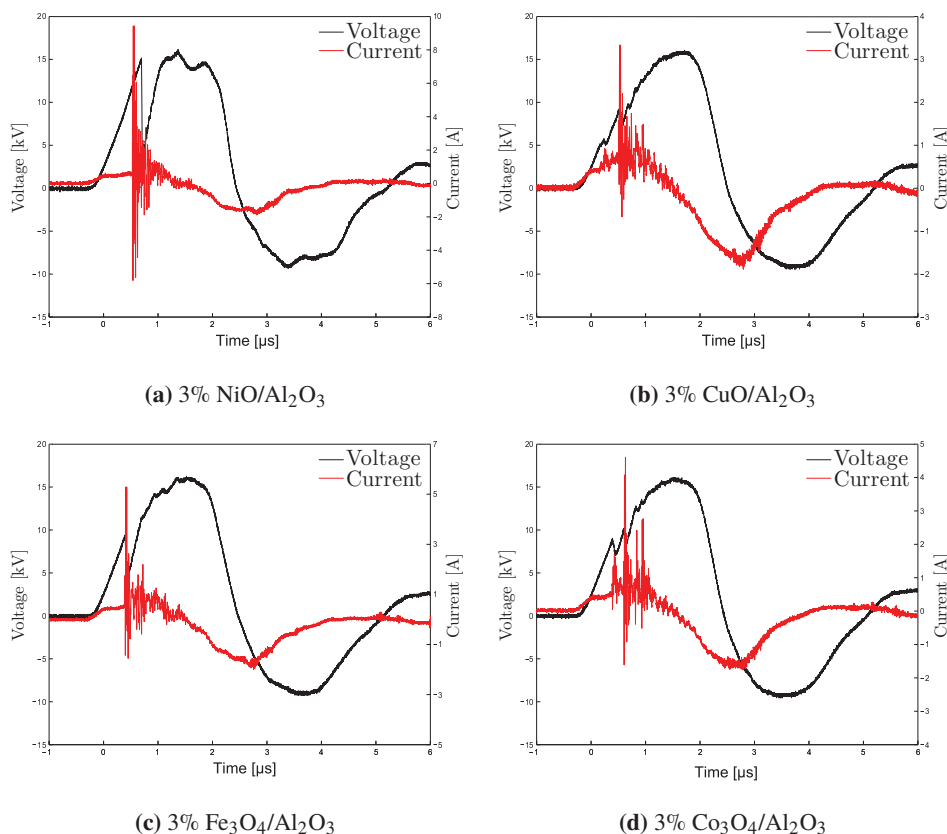 20
15
10
5
0
−5
−10
−15
Voltage [kV]
10
8
6
4
2
0
−2
−4
−6
−8
Current [A]
Voltage
Current
−1 0 1 2 3 4 5 6
Time [µs]
(a) 3% NiO/Al₂O₃
20
15
10
5
0
−5
−10
−15
Voltage [kV]
4
3
2
1
0
−1
−2
−3
Current [A]
Voltage
Current
−1 0 1 2 3 4 5 6
Time [µs]
(b) 3% CuO/Al₂O₃
20
15
10
5
0
−5
−10
−15
Voltage [kV]
7
5
3
1
−1
−3
−5
Current [A]
Voltage
Current
−1 0 1 2 3 4 5 6
Time [µs]
(c) 3% Fe₃O₄/Al₂O₃
20
15
10
5
0
−5
−10
−15
Voltage [kV]
5
4
3
2
1
0
−1
−2
−3
−4
Current [A]
Voltage
Current
−1 0 1 2 3 4 5 6
Time [µs]
(d) 3% Co₃O₄/Al₂O₃